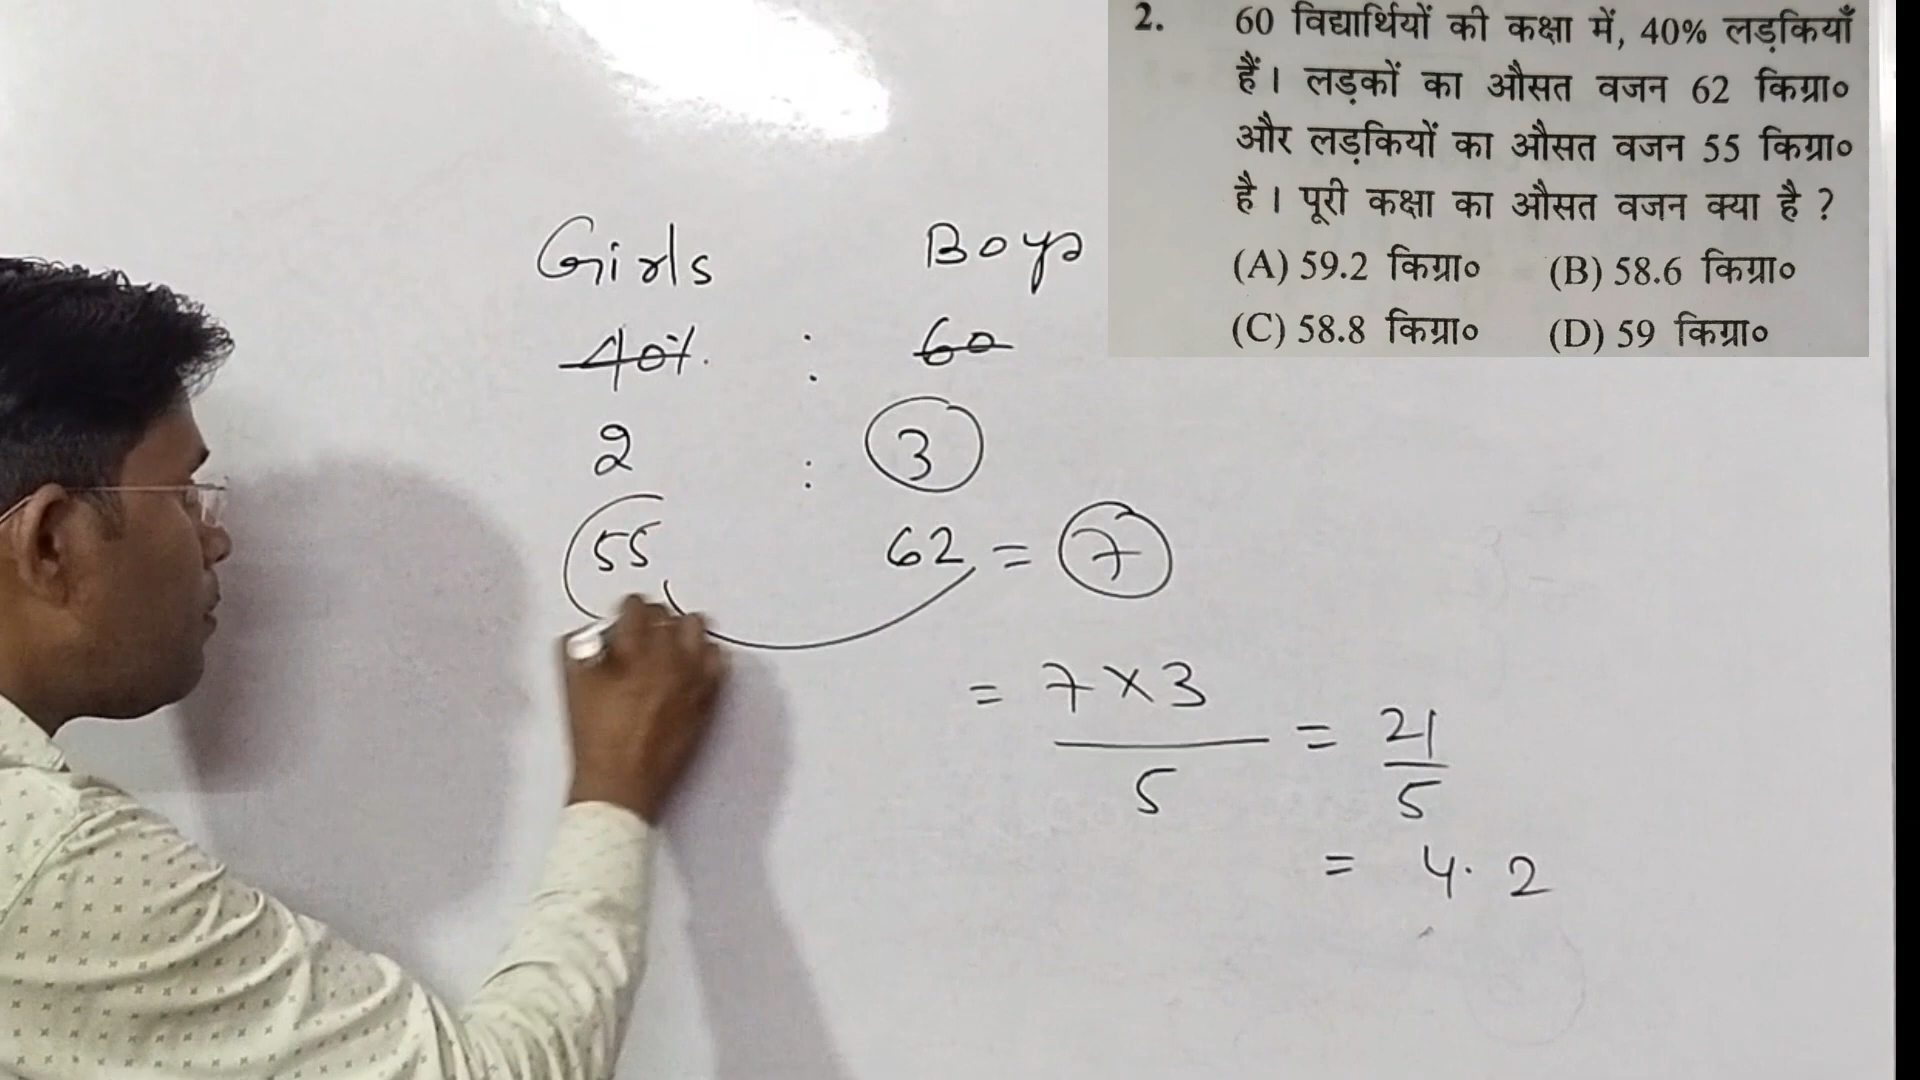 2. 60 विद्यार्थियों की कक्षा में, 40% लड़कियाँ
हैं। लड़कों का औसत वजन 62 किग्रा०
और लड़कियों का औसत वजन 55 किग्रा०
है। पूरी कक्षा का औसत वजन क्या है ?
(A) 59.2 किग्रा० (B) 58.6 किग्रा०
(C) 58.8 किग्रा० (D) 59 किग्रा०
Girls Boys
40% : 60
2 : 3
55 62 = 7
= 7 × 3 / 5 = 21 / 5
= 4.2